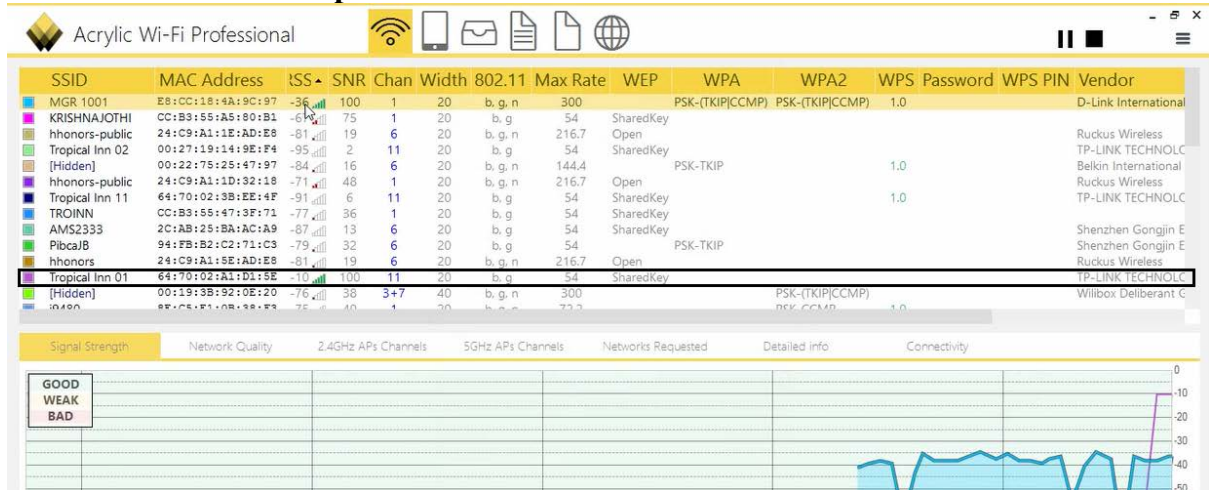 Acrylic Wi-Fi Professional
SSID MAC Address SNR Chan Width 802.11 Max Rate WEP WPA WPA2 WPS Password WPS PIN Vendor
MGR 1001 E8:CC:18:4A:9C:97 -36 100 1 20 b, g, n 300 PSK-(TKIP|CCMP) PSK-(TKIP|CCMP) 1.0 D-Link International
KRISHNAJOTHI CC:B3:55:A5:80:B1 75 1 20 b, g 54 SharedKey
hhonors-public 24:C9:A1:1E:AD:E8 -81 19 6 20 b, g, n 216.7 Open Ruckus Wireless
Tropical Inn 02 00:27:19:14:9E:F4 -95 2 11 20 b, g 54 SharedKey TP-LINK TECHNOLC
[Hidden] 00:22:75:25:47:97 -84 16 6 20 b, g, n 144.4 PSK-TKIP 1.0 Belkin International
hhonors-public 24:C9:A1:1D:32:18 -71 48 1 20 b, g, n 216.7 Open Ruckus Wireless
Tropical Inn 11 64:70:02:3B:EE:4F -91 6 11 20 b, g 54 SharedKey 1.0 TP-LINK TECHNOLC
TROINN CC:B3:55:47:3F:71 -77 36 1 20 b, g 54 SharedKey
AMS2333 2C:AB:25:BA:AC:A9 -87 13 6 20 b, g 54 SharedKey Shenzhen Gongjin E
PibcaJB 94:FB:B2:C2:71:C3 -79 32 6 20 b, g 54 PSK-TKIP Shenzhen Gongjin E
hhonors 24:C9:A1:5E:AD:E8 -81 19 6 20 b, g, n 216.7 Open Ruckus Wireless
Tropical Inn 01 64:70:02:A1:D1:5E -10 100 11 20 b, g 54 SharedKey TP-LINK TECHNOLC
[Hidden] 00:19:3B:92:0E:20 -76 38 3+7 40 b, g, n 300 PSK-(TKIP|CCMP) Wilibox Deliberant G
Signal Strength Network Quality 2.4GHz APs Channels 5GHz APs Channels Networks Requested Detailed info Connectivity
GOOD
WEAK
BAD
0
-10
-20
-30
-40
-50